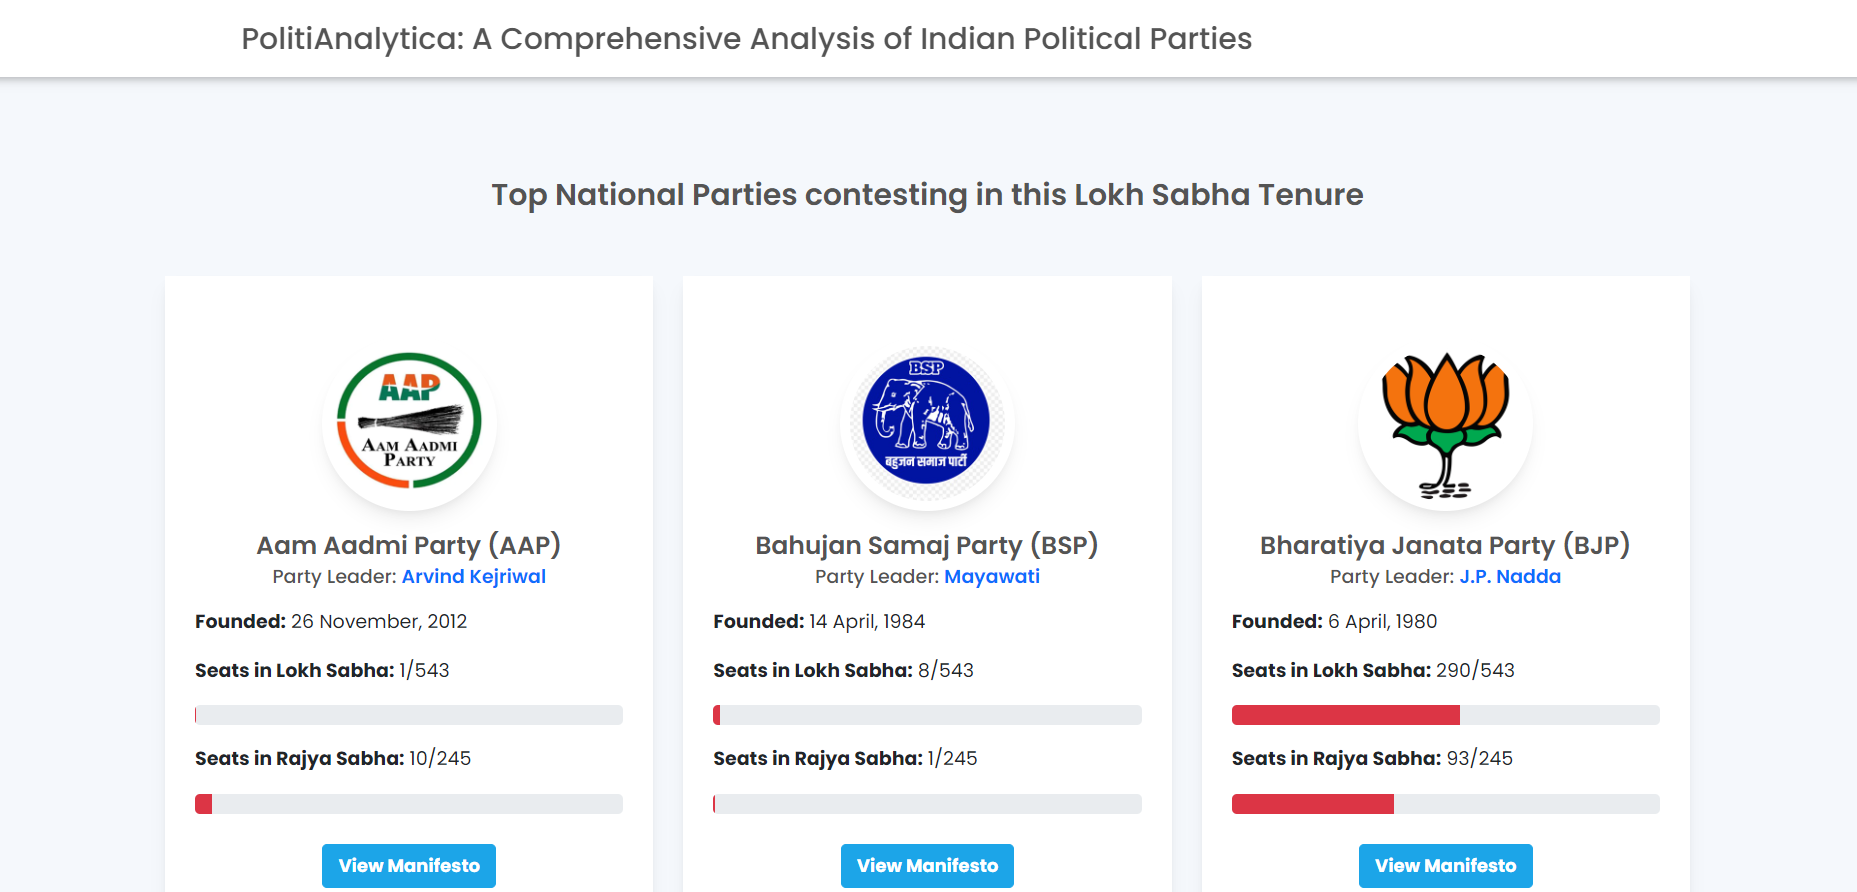 PolitiAnalytica: A Comprehensive Analysis of Indian Political Parties
Top National Parties contesting in this Lokh Sabha Tenure
AAP
AAM AADMI
PARTY
Aam Aadmi Party (AAP)
Party Leader: Arvind Kejriwal
Founded: 26 November, 2012
Seats in Lokh Sabha: 1/543
Seats in Rajya Sabha: 10/245
View Manifesto
BSP
बहुजन समाज पार्टी
Bahujan Samaj Party (BSP)
Party Leader: Mayawati
Founded: 14 April, 1984
Seats in Lokh Sabha: 8/543
Seats in Rajya Sabha: 1/245
View Manifesto
Bharatiya Janata Party (BJP)
Party Leader: J.P. Nadda
Founded: 6 April, 1980
Seats in Lokh Sabha: 290/543
Seats in Rajya Sabha: 93/245
View Manifesto